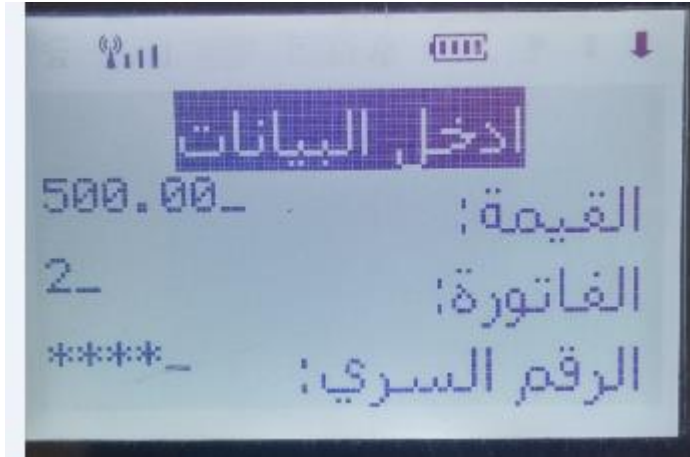 ادخل البيانات
القيمة: 500.00_
الفاتورة: 2_
الرقم السري: ****_